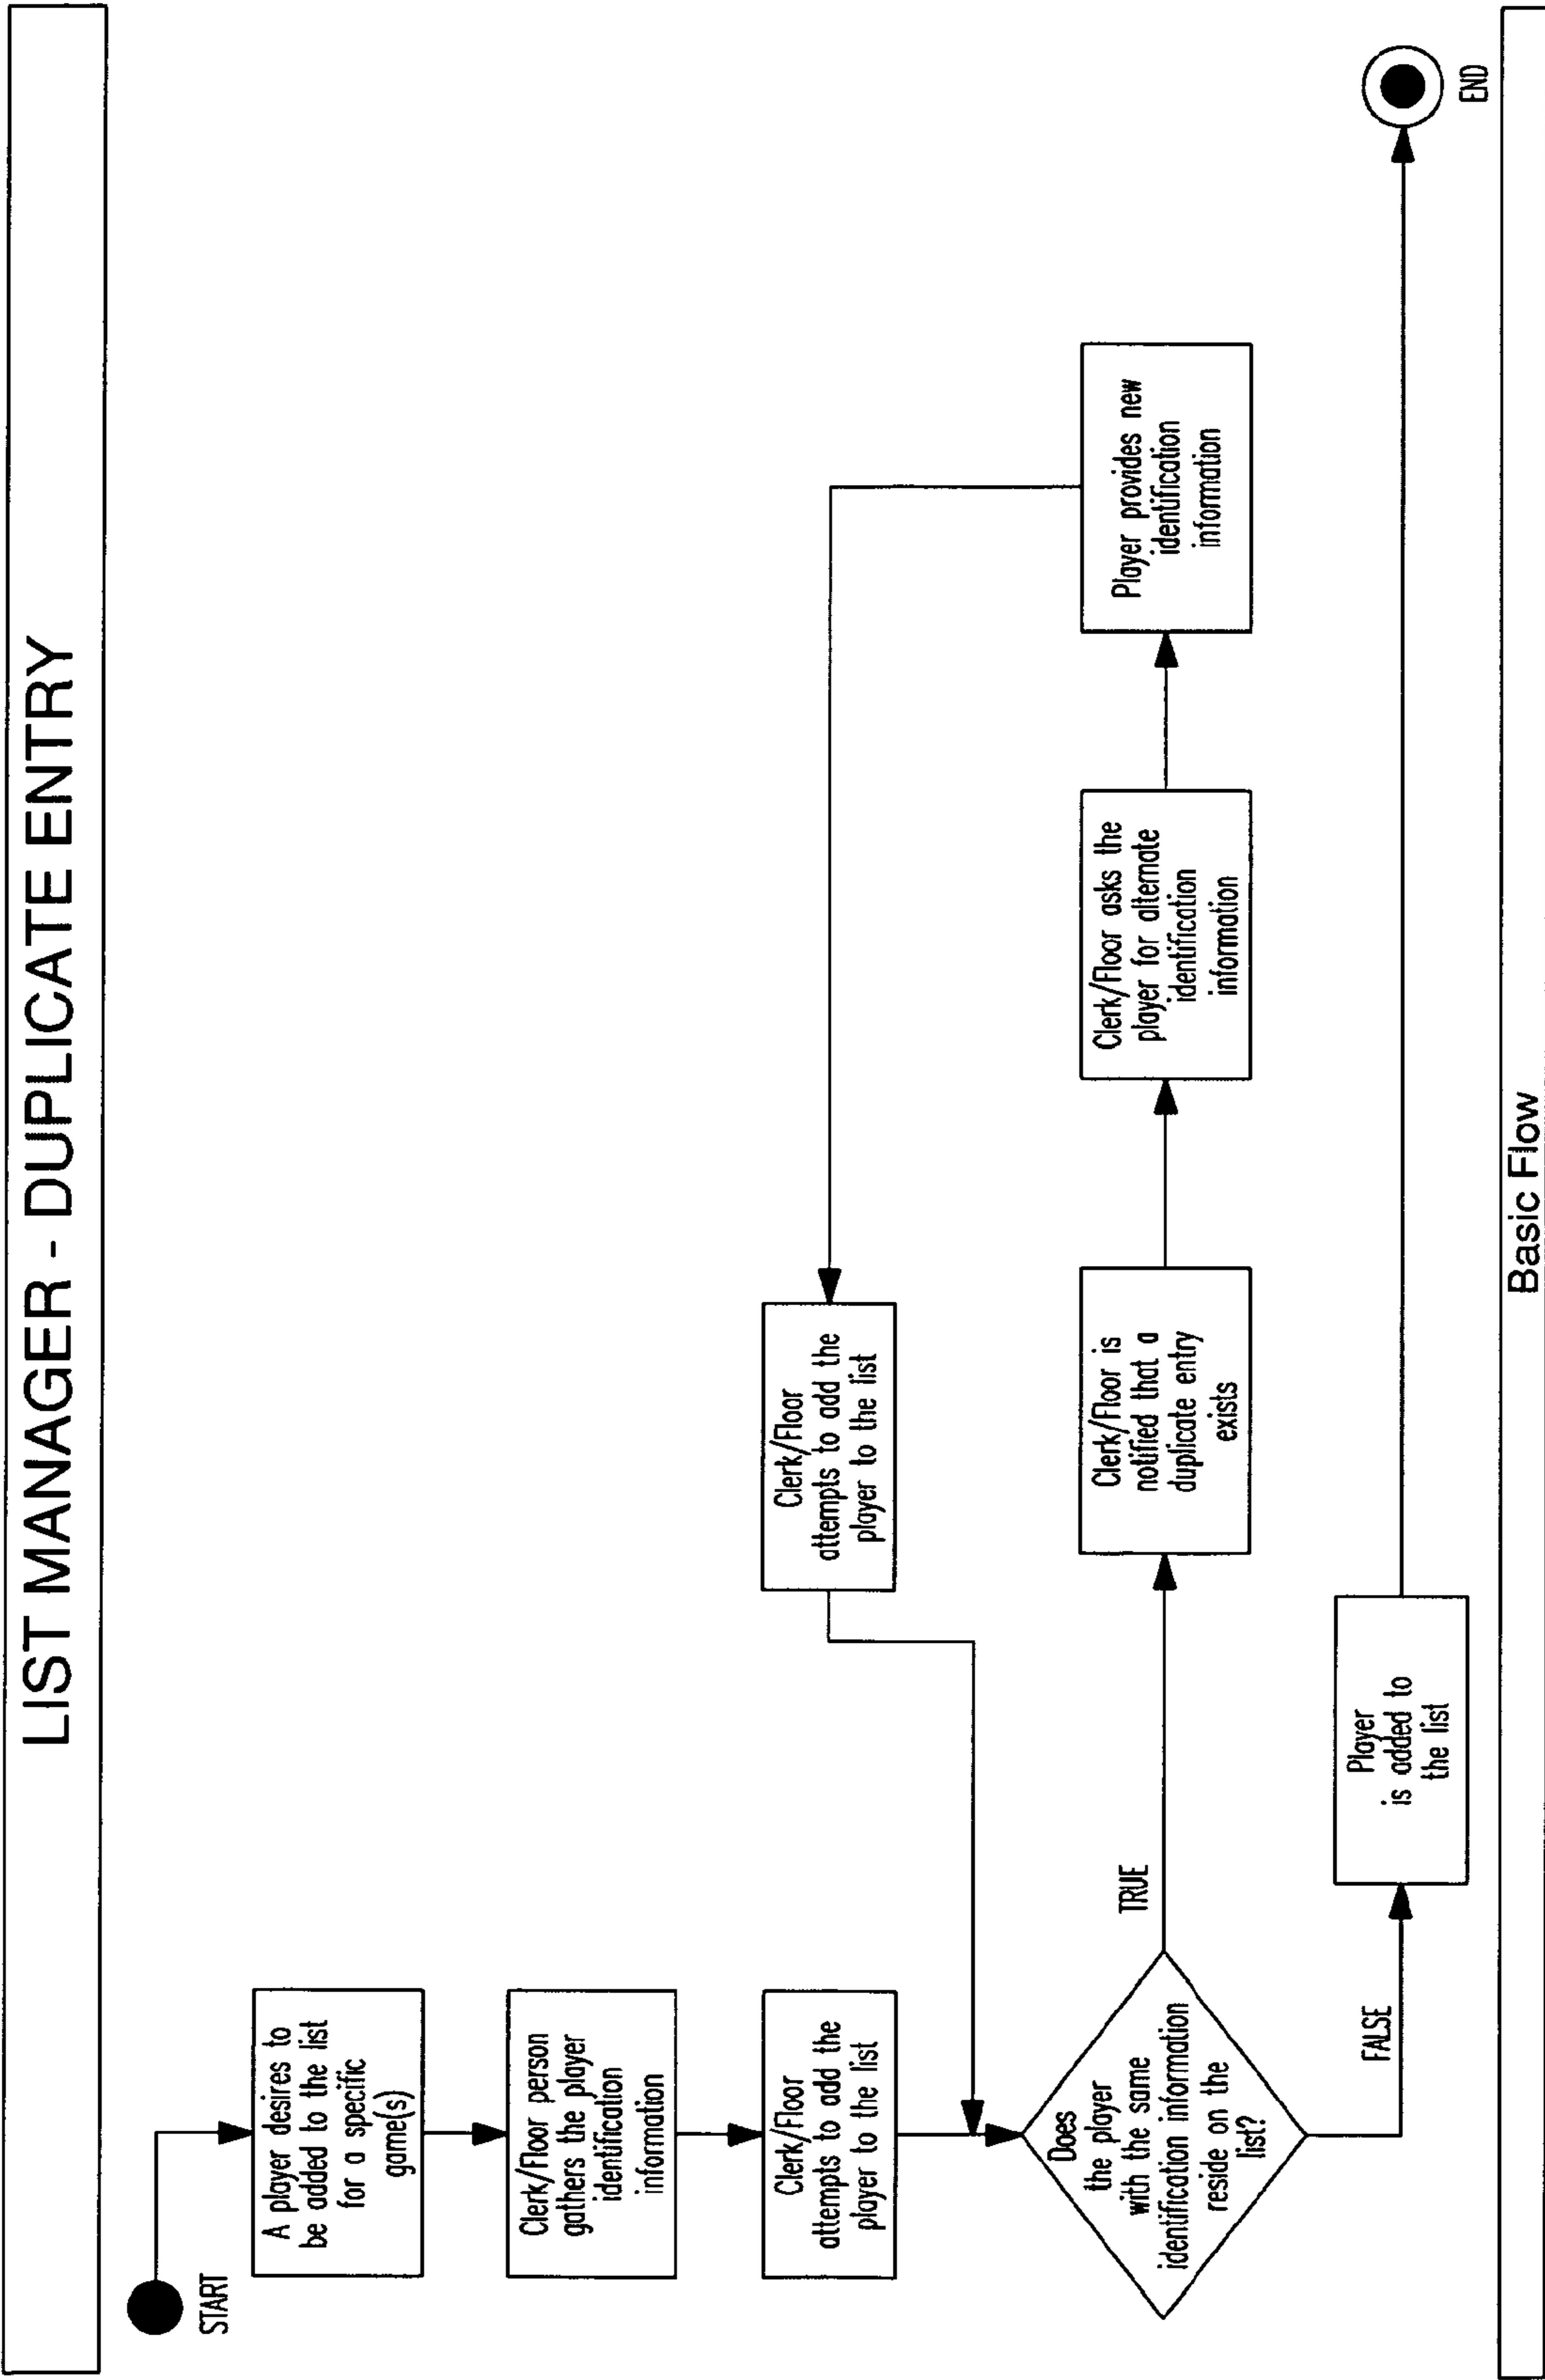 LIST MANAGER - DUPLICATE ENTRY
START
A player desires to
be added to the list
for a specific
game(s)
Clerk/Floor person
gathers the player
identification
information
Clerk/Floor
attempts to add the
player to the list
Does
the player
with the same
identification information
reside on the
list?
TRUE
Clerk/Floor is
notified that a
duplicate entry
exists
Clerk/Floor asks the
player for alternate
identification
information
Player provides new
identification
information
Clerk/Floor
attempts to add the
player to the list
FALSE
Player
is added to
the list
END
Basic Flow